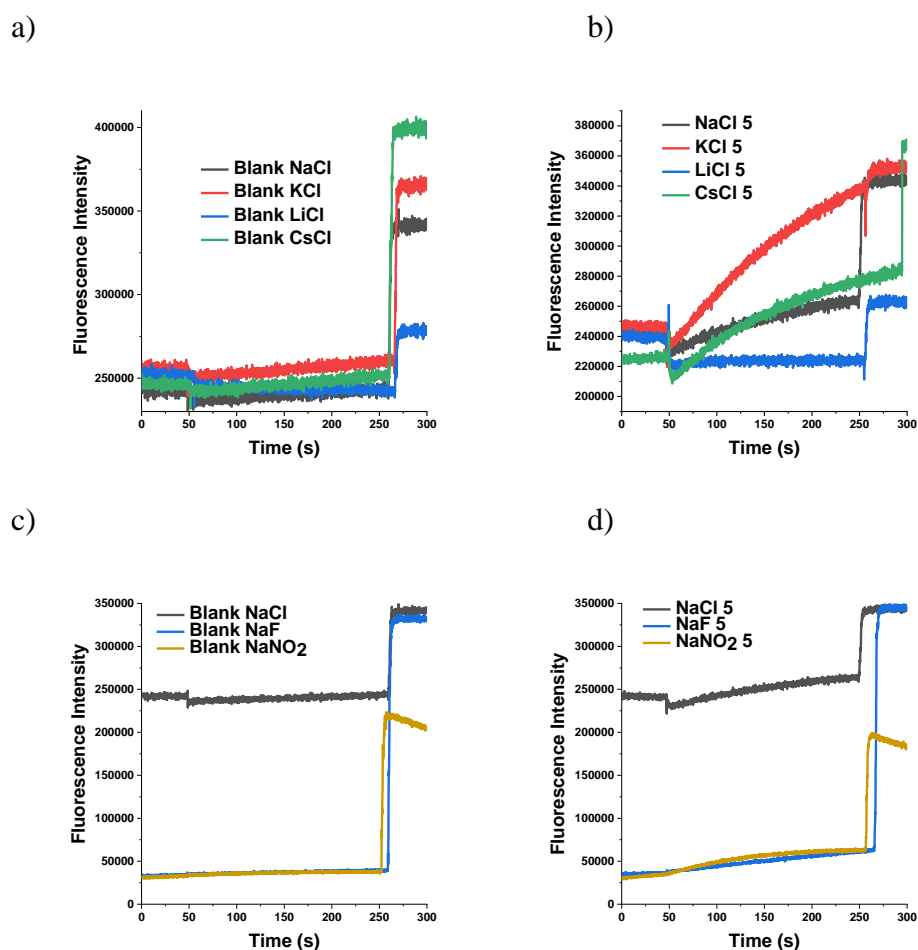 a)
b)
Fluorescence Intensity
400000
350000
300000
250000
Blank NaCl
Blank KCl
Blank LiCl
Blank CsCl
0
50
100
150
200
250
300
Time (s)
Fluorescence Intensity
380000
360000
340000
320000
300000
280000
260000
240000
220000
200000
NaCl 5
KCl 5
LiCl 5
CsCl 5
0
50
100
150
200
250
300
Time (s)
c)
d)
Fluorescence Intensity
350000
300000
250000
200000
150000
100000
50000
0
Blank NaCl
Blank NaF
Blank NaNO₂
0
50
100
150
200
250
300
Time (s)
Fluorescence Intensity
350000
300000
250000
200000
150000
100000
50000
0
NaCl 5
NaF 5
NaNO₂ 5
0
50
100
150
200
250
300
Time (s)